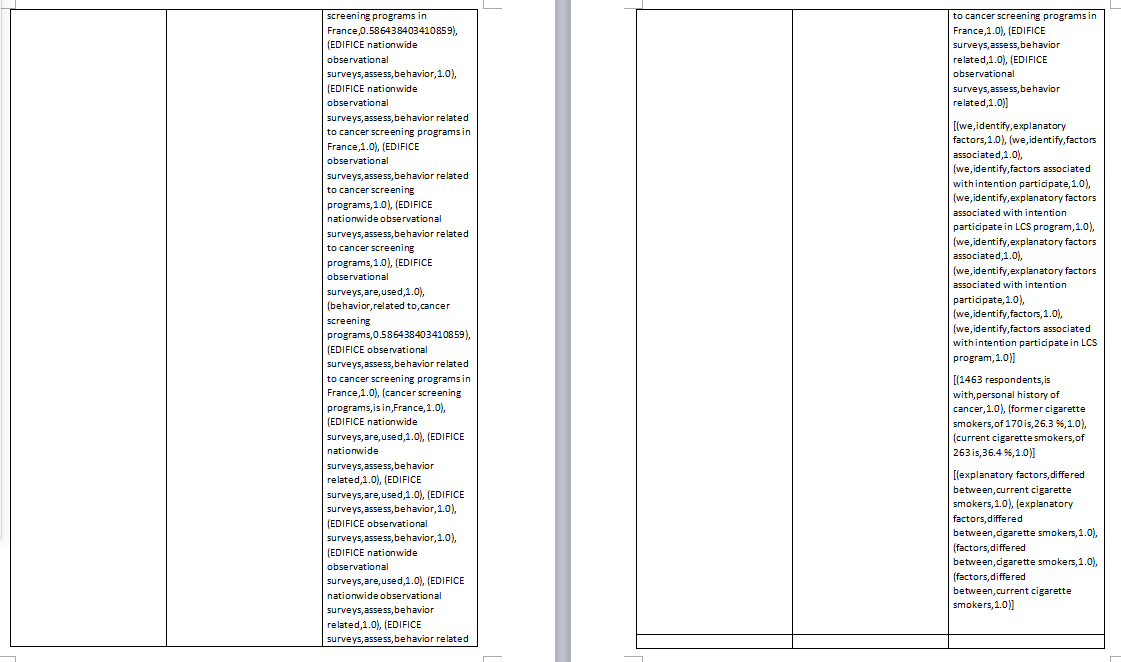 screening programs in
France,0.586438403410859),
(EDIFICE nationwide
observational
surveys,assess,behavior,1.0),
(EDIFICE nationwide
observational
surveys,assess,behavior related
to cancer screening programs in
France,1.0), (EDIFICE
observational
surveys,assess,behavior related
to cancer screening
programs,1.0), (EDIFICE
nationwide observational
surveys,assess,behavior related
to cancer screening
programs,1.0), (EDIFICE
observational
surveys,are,used,1.0),
(behavior,related to,cancer
screening
programs,0.586438403410859),
(EDIFICE observational
surveys,assess,behavior related
to cancer screening programs in
France,1.0), (cancer screening
programs,is in,France,1.0),
(EDIFICE nationwide
surveys,are,used,1.0), (EDIFICE
nationwide
surveys,assess,behavior
related,1.0), (EDIFICE
surveys,are,used,1.0), (EDIFICE
surveys,assess,behavior,1.0),
(EDIFICE observational
surveys,assess,behavior,1.0),
(EDIFICE nationwide
observational
surveys,are,used,1.0), (EDIFICE
nationwide observational
surveys,assess,behavior
related,1.0), (EDIFICE
surveys,assess,behavior related
to cancer screening programs in
France,1.0), (EDIFICE
surveys,assess,behavior
related,1.0), (EDIFICE
observational
surveys,assess,behavior
related,1.0)]
[(we,identify,explanatory
factors,1.0), (we,identify,factors
associated,1.0),
(we,identify,factors associated
with intention participate,1.0),
(we,identify,explanatory factors
associated with intention
participate in LCS program,1.0),
(we,identify,explanatory factors
associated,1.0),
(we,identify,explanatory factors
associated with intention
participate,1.0),
(we,identify,factors,1.0),
(we,identify,factors associated
with intention participate in LCS
program,1.0)]
[(1463 respondents,is
with,personal history of
cancer,1.0), (former cigarette
smokers,of 170 is,26.3 %,1.0),
(current cigarette smokers,of
263 is,36.4 %,1.0)]
[(explanatory factors,differed
between,current cigarette
smokers,1.0), (explanatory
factors,differed
between,cigarette smokers,1.0),
(factors,differed
between,cigarette smokers,1.0),
(factors,differed
between,current cigarette
smokers,1.0)]